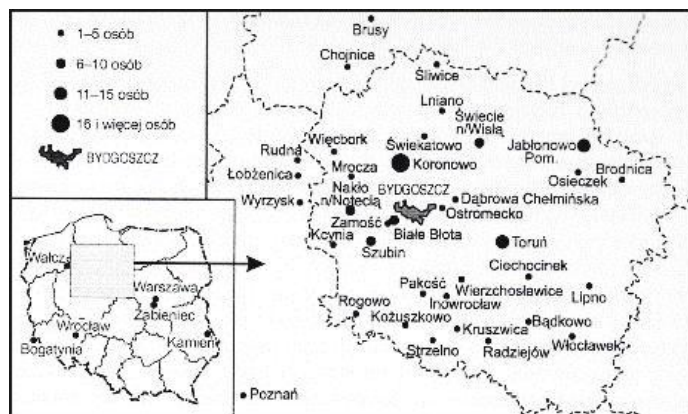 1–5 osób
6–10 osób
11–15 osób
16 i więcej osób
BYDGOSZCZ
Brusy
Chojnice
Śliwice
Lniano
Świecie
n/Wisłą
Świekatowo
Jabłonowo
Pom.
Rudna
Więcbork
Koronowo
Brodnica
Osieczek
Łobżenica
Mrocza
BYDGOSZCZ
Nakło
n/Notecią
Wyrzysk
Dąbrowa Chełmińska
Ostromecko
Zamość
Białe Błota
Kcynia
Szubin
Toruń
Ciechocinek
Pakość
Wierzchosławice
Inowrocław
Lipno
Rogowo
Kożuszkowo
Kruszwica
Bądkowo
Strzelno
Radziejów
Włocławek
Wałcz
Warszawa
Żabieniec
Wrocław
Bogatynia
Kamień
Poznań